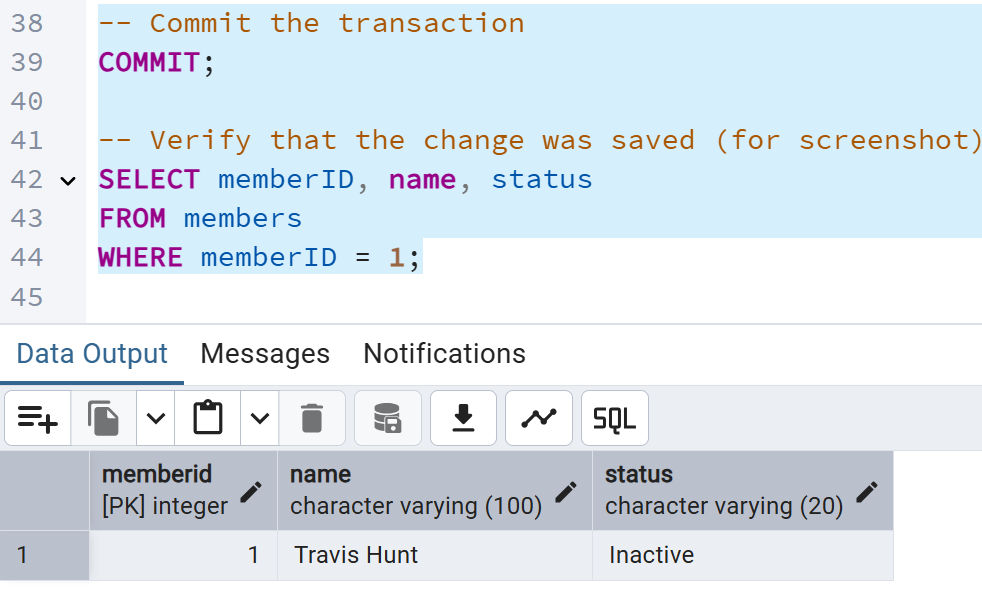 38 -- Commit the transaction
39 COMMIT;
40
41 -- Verify that the change was saved (for screenshot)
42 SELECT memberID, name, status
43 FROM members
44 WHERE memberID = 1;
45
Data Output Messages Notifications
SQL
memberid name status
[PK] integer character varying (100) character varying (20)
1 1 Travis Hunt Inactive